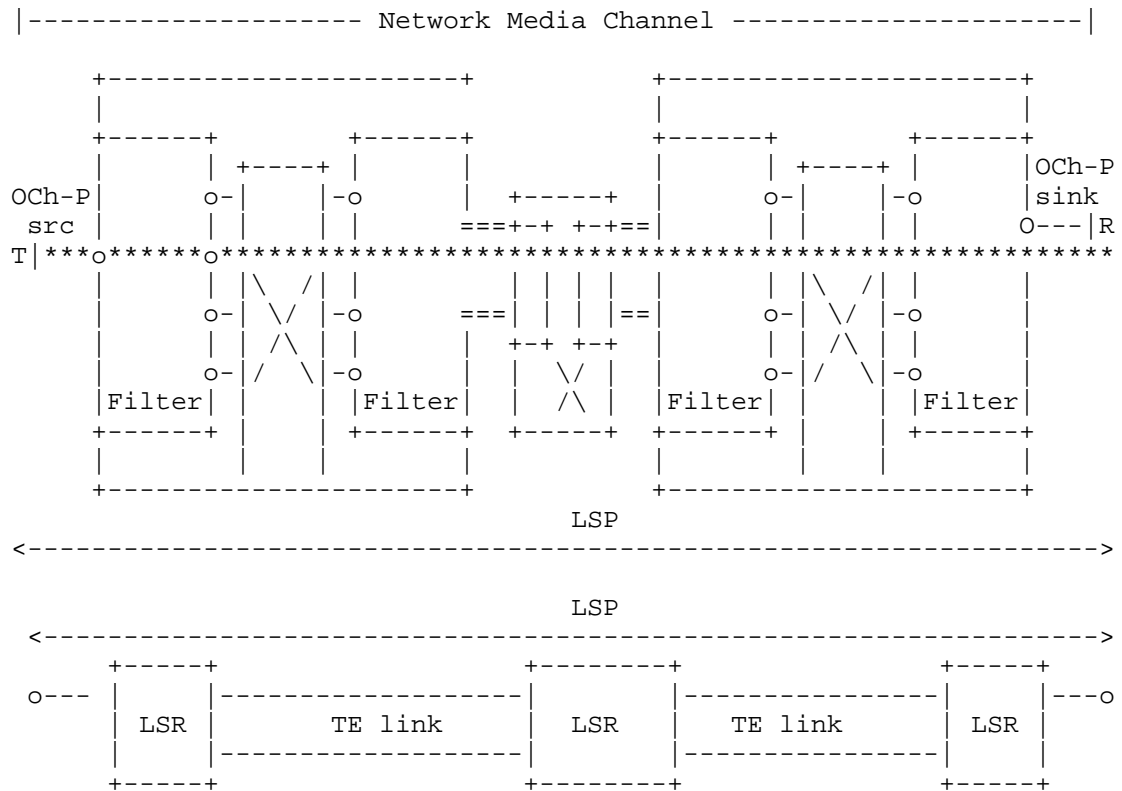 Network Media Channel
OCh-P
OCh-P
src
sink
T
R
Filter Filter Filter Filter
LSP
LSP
LSR TE link LSR TE link LSR